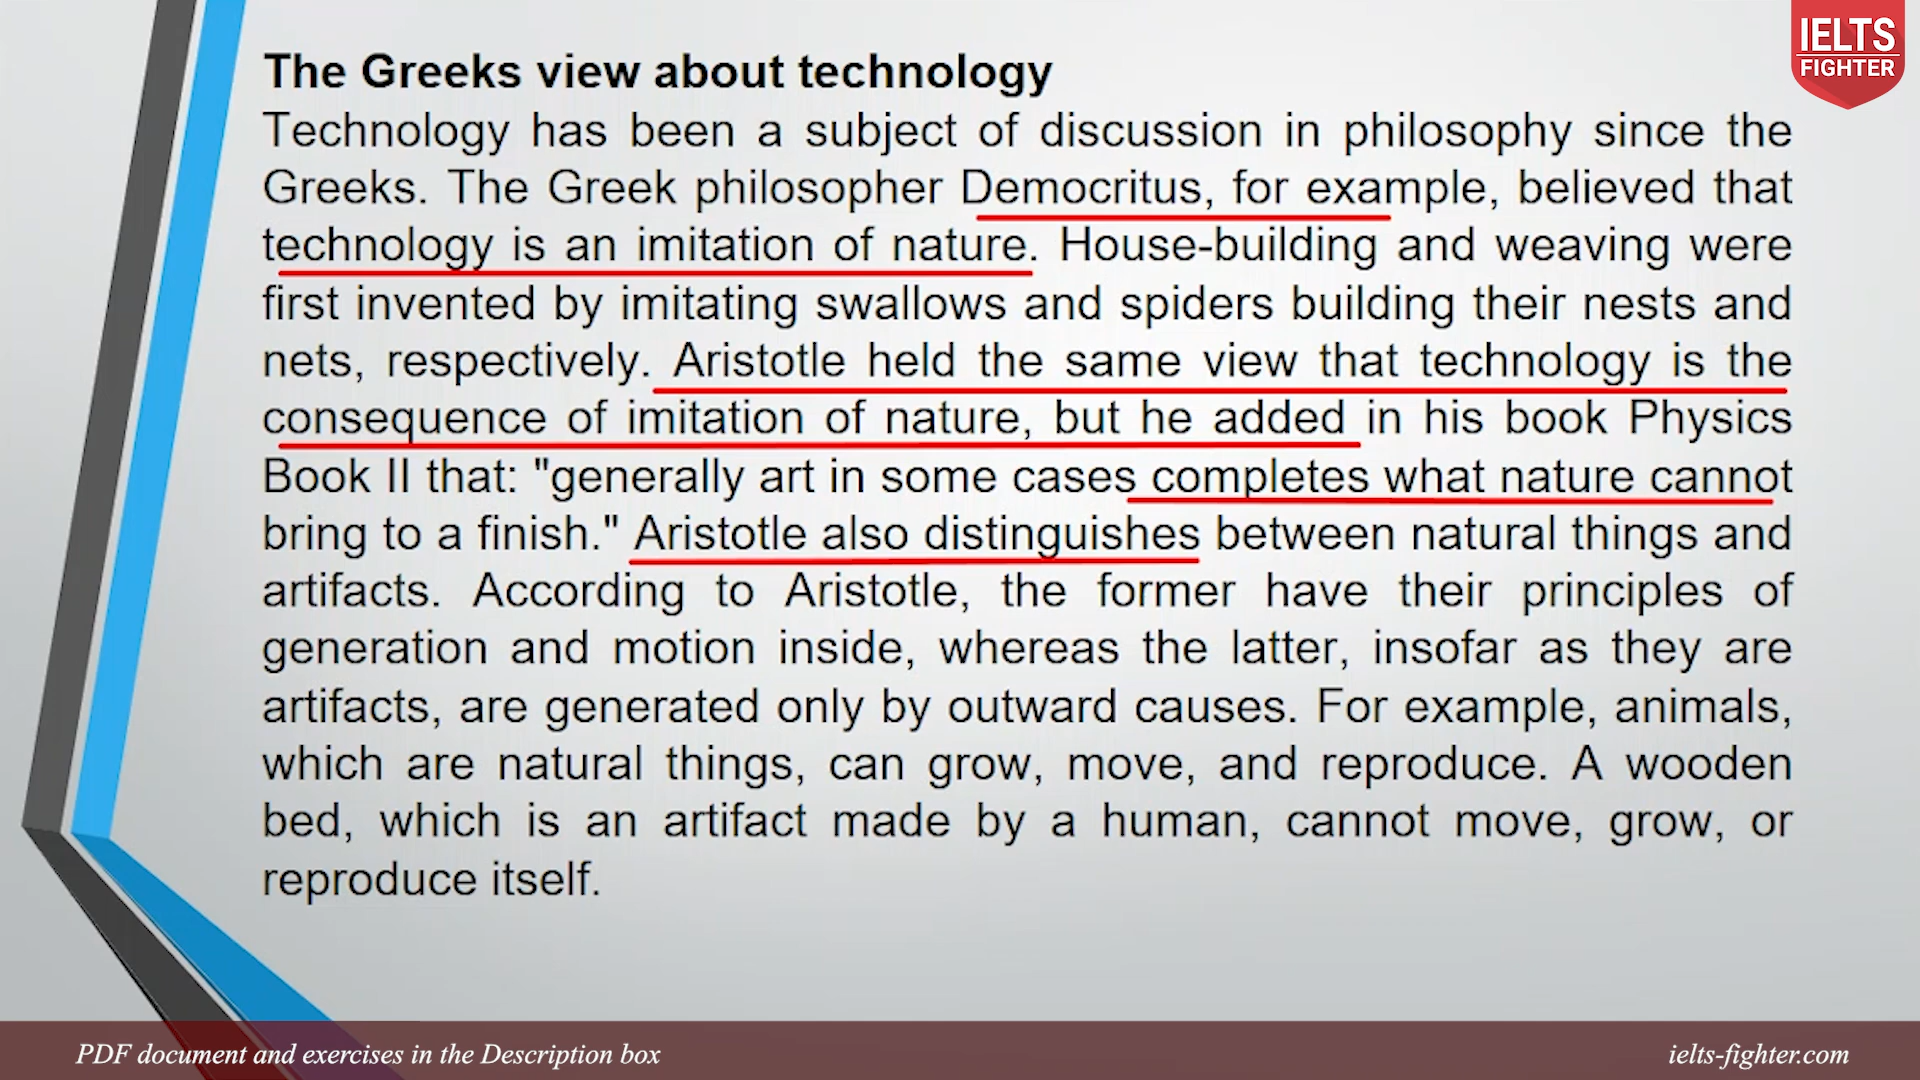 IELTS
FIGHTER
The Greeks view about technology
Technology has been a subject of discussion in philosophy since the
Greeks. The Greek philosopher Democritus, for example, believed that
technology is an imitation of nature. House-building and weaving were
first invented by imitating swallows and spiders building their nests and
nets, respectively. Aristotle held the same view that technology is the
consequence of imitation of nature, but he added in his book Physics
Book II that: "generally art in some cases completes what nature cannot
bring to a finish." Aristotle also distinguishes between natural things and
artifacts. According to Aristotle, the former have their principles of
generation and motion inside, whereas the latter, insofar as they are
artifacts, are generated only by outward causes. For example, animals,
which are natural things, can grow, move, and reproduce. A wooden
bed, which is an artifact made by a human, cannot move, grow, or
reproduce itself.
PDF document and exercises in the Description box
ielts-fighter.com